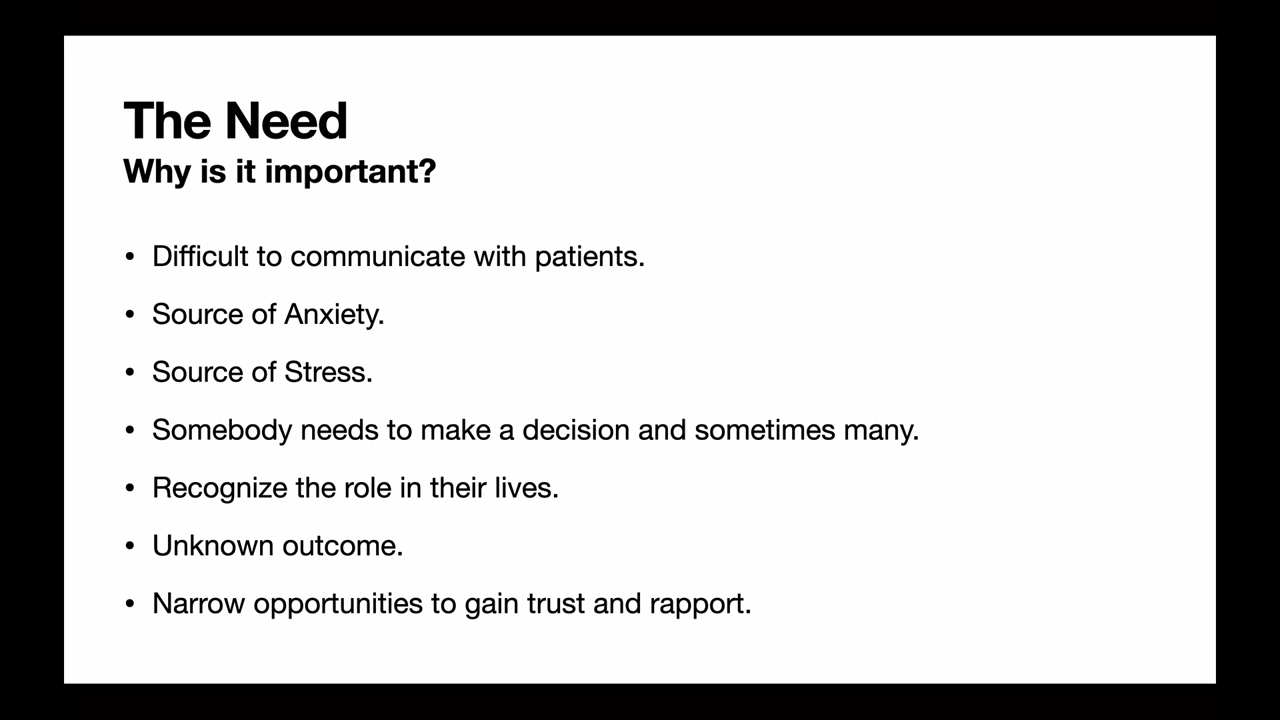 The Need
Why is it important?
• Difficult to communicate with patients.
• Source of Anxiety.
• Source of Stress.
• Somebody needs to make a decision and sometimes many.
• Recognize the role in their lives.
• Unknown outcome.
• Narrow opportunities to gain trust and rapport.